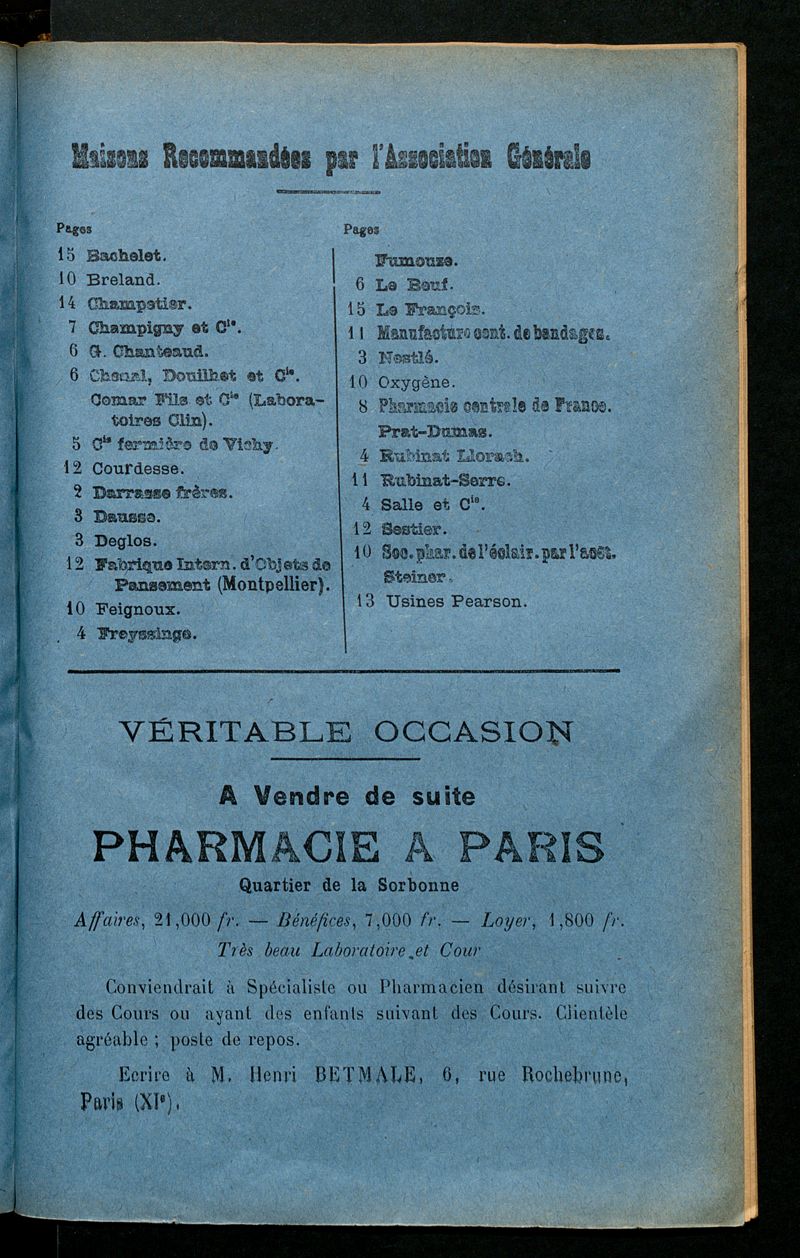 Maisons Recommandées par l'Association Générale
Pages
15 Bachelet.
10 Breland.
14 Champetier.
7 Champigny et Cie.
6 G. Chanteaud.
6 Chenal, Douilhet et Cie.
Comar Fils et Cie (Labora-
toires Clin).
5 Cie fermière de Vichy.
12 Courdesse.
2 Darrasse frères.
3 Dausse.
3 Deglos.
12 Fabrique Intern. d'Objets de
Pansement (Montpellier).
10 Feignoux.
4 Freyssinge.
Pages
Fumouze.
6 Le Bœuf.
15 Le François.
11 Manufacture cent. de bandages.
3 Nestlé.
10 Oxygène.
8 Pharmacie centrale de France.
Prat-Dumas.
4 Rubinat Llorach.
11 Rubinat-Serre.
4 Salle et Cie.
12 Sestier.
10 Soc. phar. de l'éclair. par l'acét.
Steiner.
13 Usines Pearson.
VÉRITABLE OCCASION
A Vendre de suite
PHARMACIE A PARIS
Quartier de la Sorbonne
Affaires, 21,000 fr. — Bénéfices, 7,000 fr. — Loyer, 1,800 fr.
Très beau Laboratoire et Cour
Conviendrait à Spécialiste ou Pharmacien désirant suivre
des Cours ou ayant des enfants suivant des Cours. Clientèle
agréable ; poste de repos.
Ecrire à M. Henri BETMALE, 6, rue Rochebrune,
Paris (XIe).